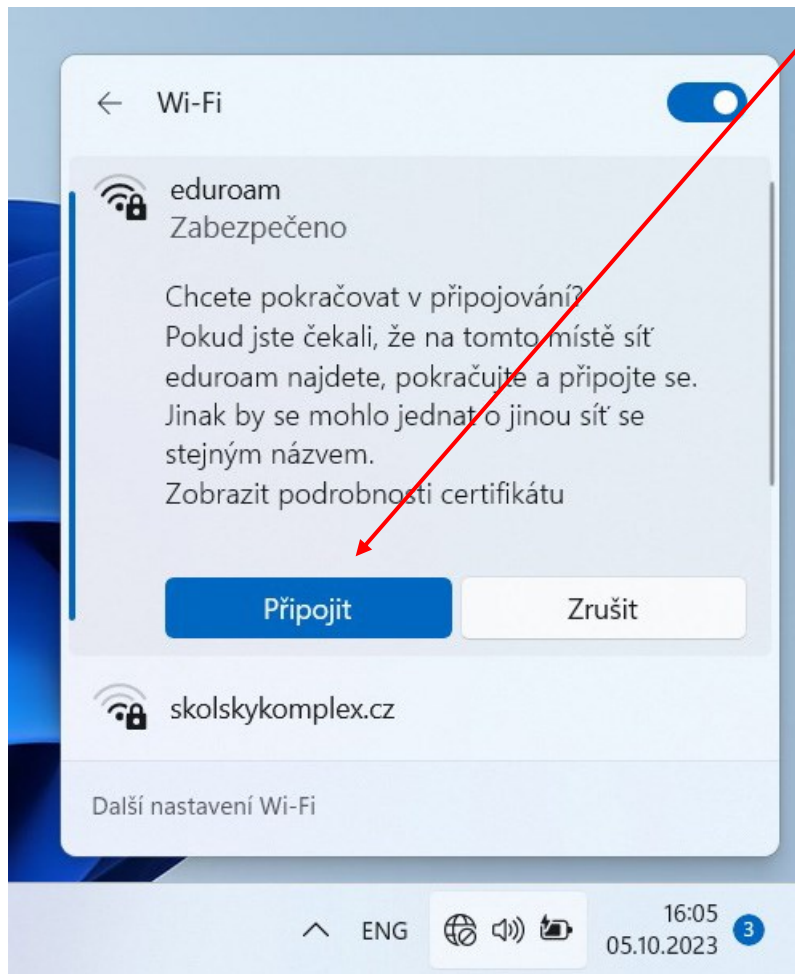 Wi-Fi
eduroam
Zabezpečeno
Chcete pokračovat v připojování?
Pokud jste čekali, že na tomto místě síť
eduroam najdete, pokračujte a připojte se.
Jinak by se mohlo jednat o jinou síť se
stejným názvem.
Zobrazit podrobnosti certifikátu
Připojit
Zrušit
skolskykomplex.cz
Další nastavení Wi-Fi
ENG
16:05
05.10.2023
3